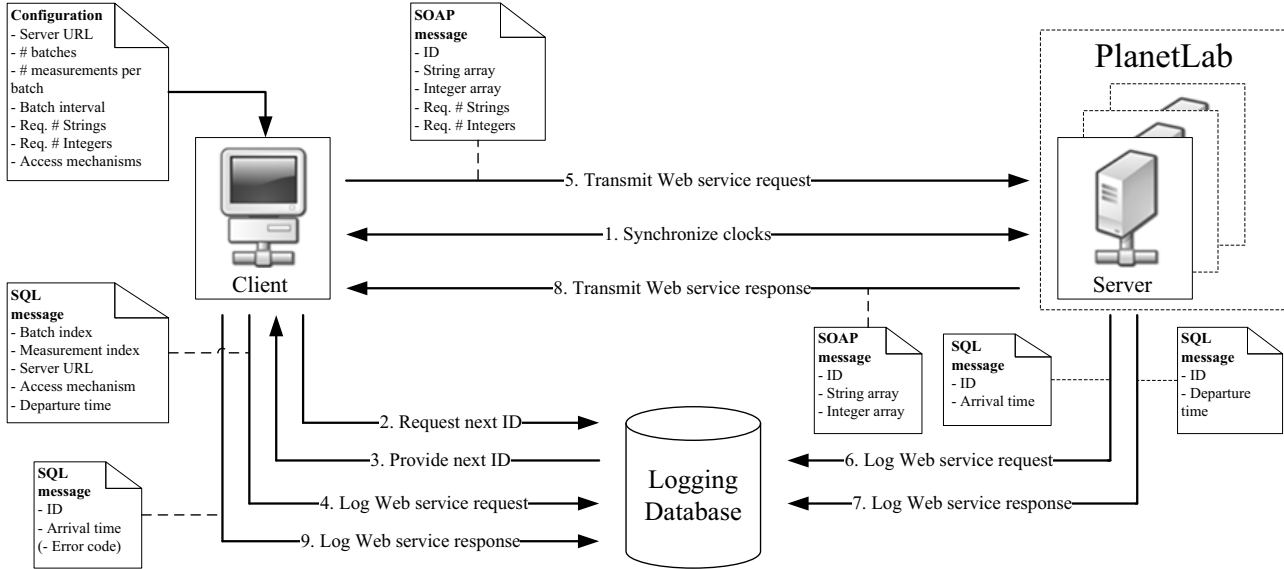 Configuration
- Server URL
- # batches
- # measurements per
batch
- Batch interval
- Req. # Strings
- Req. # Integers
- Access mechanisms
SOAP
message
- ID
- String array
- Integer array
- Req. # Strings
- Req. # Integers
PlanetLab
Client
Server
5. Transmit Web service request
1. Synchronize clocks
8. Transmit Web service response
SQL
message
- Batch index
- Measurement index
- Server URL
- Access mechanism
- Departure time
SOAP
message
- ID
- String array
- Integer array
SQL
message
- ID
- Arrival time
SQL
message
- ID
- Departure
time
2. Request next ID
3. Provide next ID
4. Log Web service request
9. Log Web service response
Logging
Database
6. Log Web service request
7. Log Web service response
SQL
message
- ID
- Arrival time
(- Error code)